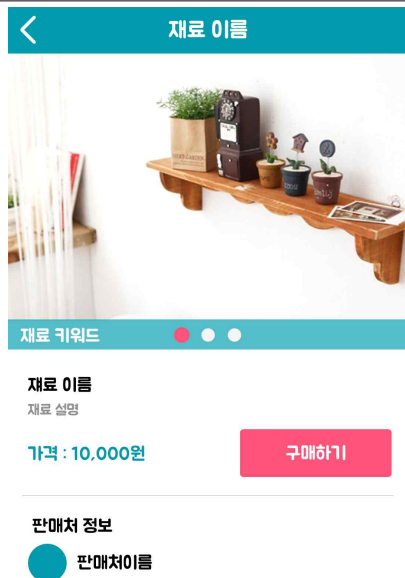 재료 이름
재료 키워드
재료 이름
재료 설명
가격 : 10,000원
구매하기
판매처 정보
판매처이름